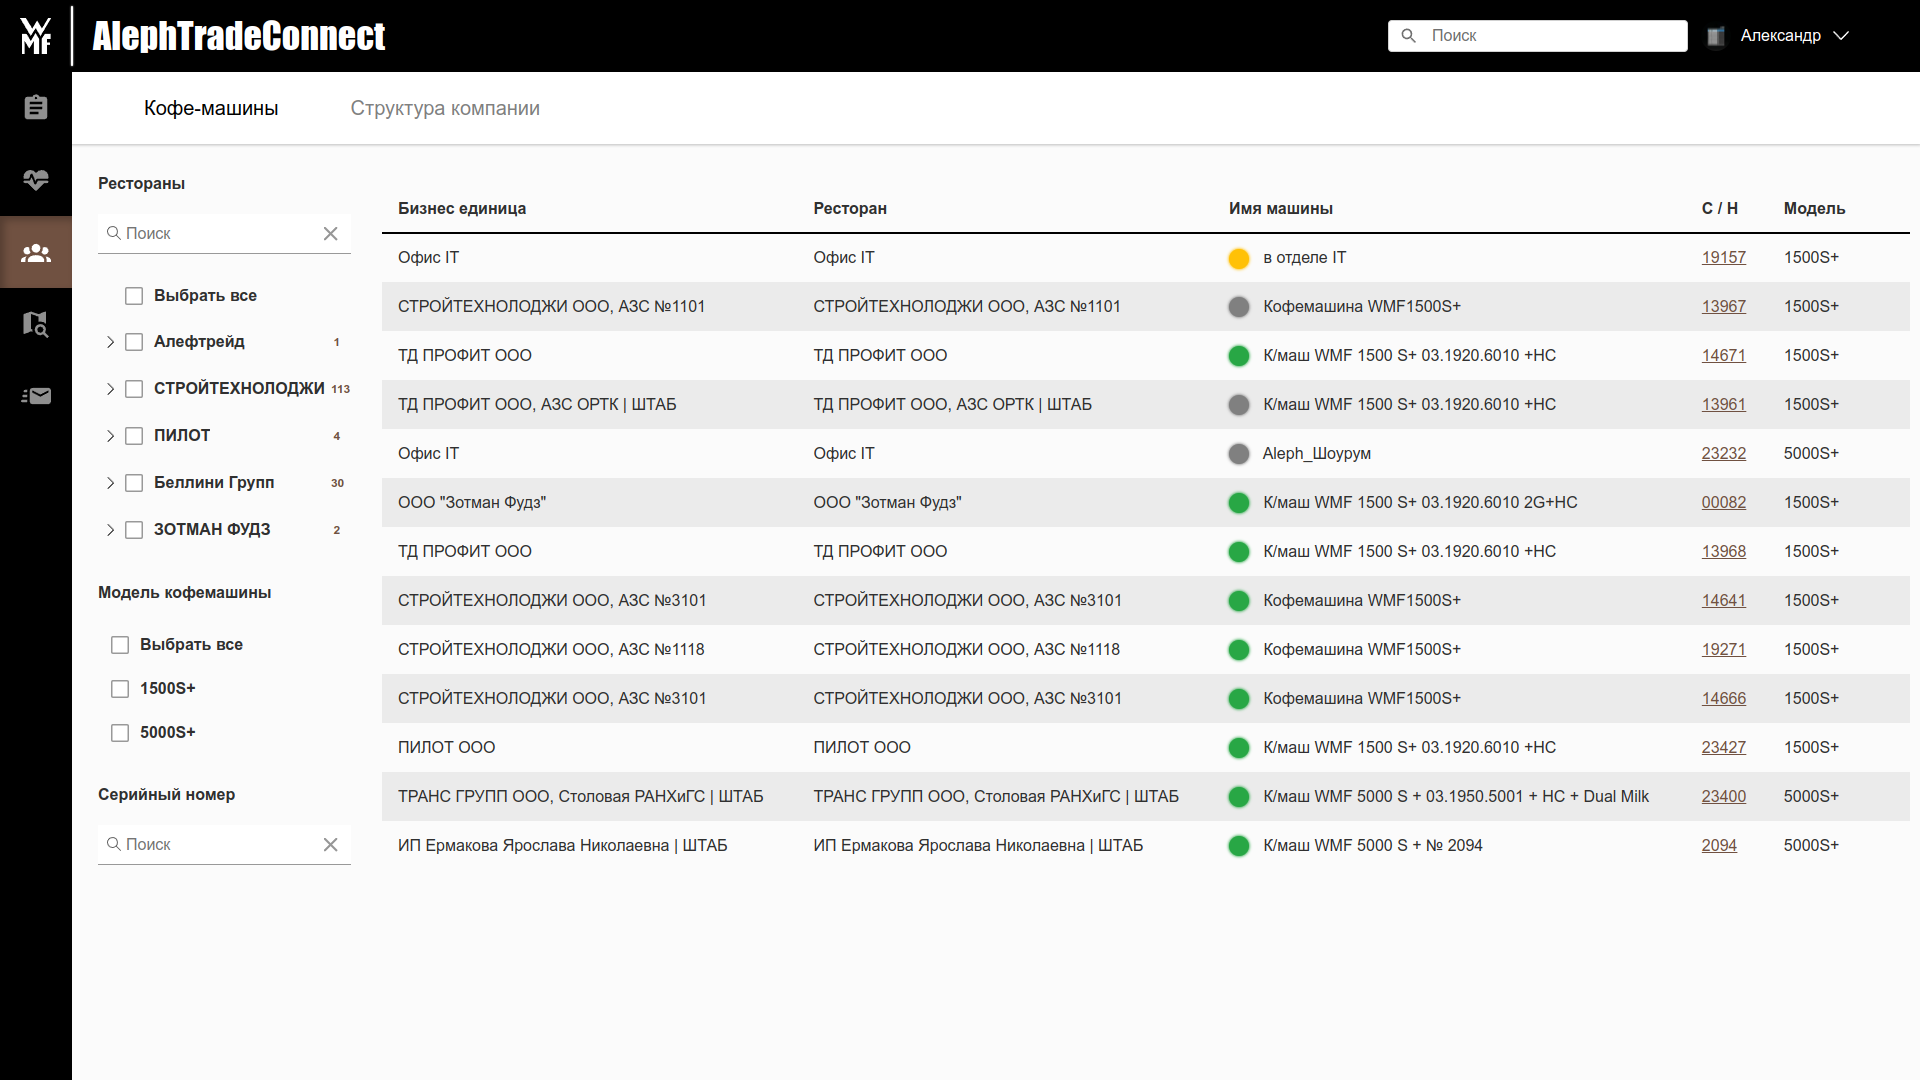 WMF
AlephTradeConnect
Поиск
Александр
Кофе-машины
Структура компании
Рестораны
Поиск
Выбрать все
Алефтрейд 1
СТРОЙТЕХНОЛОДЖИ 113
ПИЛОТ 4
Беллини Групп 30
ЗОТМАН ФУДЗ 2
Модель кофемашины
Выбрать все
1500S+
5000S+
Серийный номер
Поиск
Бизнес единица Ресторан Имя машины С / Н Модель
Офис IT Офис IT в отделе IT 19157 1500S+
СТРОЙТЕХНОЛОДЖИ ООО, АЗС №1101 СТРОЙТЕХНОЛОДЖИ ООО, АЗС №1101 Кофемашина WMF1500S+ 13967 1500S+
ТД ПРОФИТ ООО ТД ПРОФИТ ООО К/маш WMF 1500 S+ 03.1920.6010 +HC 14671 1500S+
ТД ПРОФИТ ООО, АЗС ОРТК | ШТАБ ТД ПРОФИТ ООО, АЗС ОРТК | ШТАБ К/маш WMF 1500 S+ 03.1920.6010 +HC 13961 1500S+
Офис IT Офис IT Aleph_Шоурум 23232 5000S+
ООО "Зотман Фудз" ООО "Зотман Фудз" К/маш WMF 1500 S+ 03.1920.6010 2G+HC 00082 1500S+
ТД ПРОФИТ ООО ТД ПРОФИТ ООО К/маш WMF 1500 S+ 03.1920.6010 +HC 13968 1500S+
СТРОЙТЕХНОЛОДЖИ ООО, АЗС №3101 СТРОЙТЕХНОЛОДЖИ ООО, АЗС №3101 Кофемашина WMF1500S+ 14641 1500S+
СТРОЙТЕХНОЛОДЖИ ООО, АЗС №1118 СТРОЙТЕХНОЛОДЖИ ООО, АЗС №1118 Кофемашина WMF1500S+ 19271 1500S+
СТРОЙТЕХНОЛОДЖИ ООО, АЗС №3101 СТРОЙТЕХНОЛОДЖИ ООО, АЗС №3101 Кофемашина WMF1500S+ 14666 1500S+
ПИЛОТ ООО ПИЛОТ ООО К/маш WMF 1500 S+ 03.1920.6010 +HC 23427 1500S+
ТРАНС ГРУПП ООО, Столовая РАНХиГС | ШТАБ ТРАНС ГРУПП ООО, Столовая РАНХиГС | ШТАБ К/маш WMF 5000 S + 03.1950.5001 + HC + Dual Milk 23400 5000S+
ИП Ермакова Ярослава Николаевна | ШТАБ ИП Ермакова Ярослава Николаевна | ШТАБ К/маш WMF 5000 S + № 2094 2094 5000S+